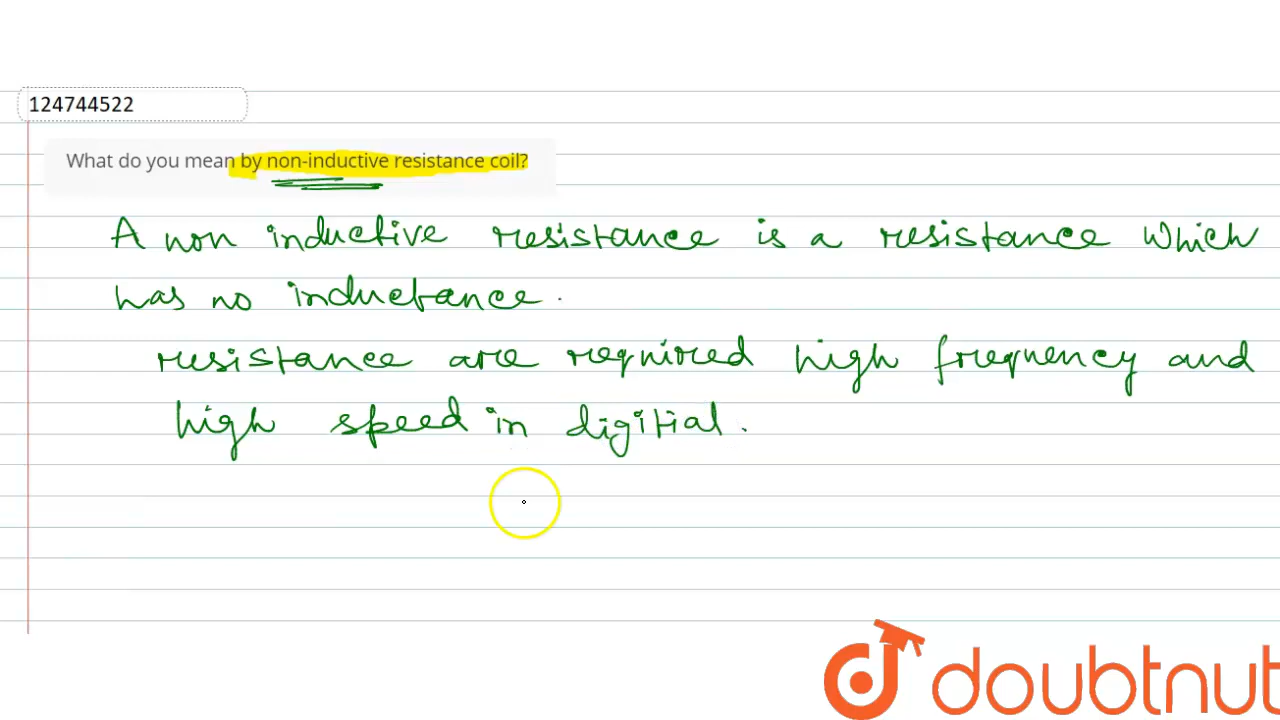 124744522
What do you mean by non-inductive resistance coil?
A non inductive resistance is a resistance which
has no inductance.
resistance are required high frequency and
high speed in digitial.
doubtnut